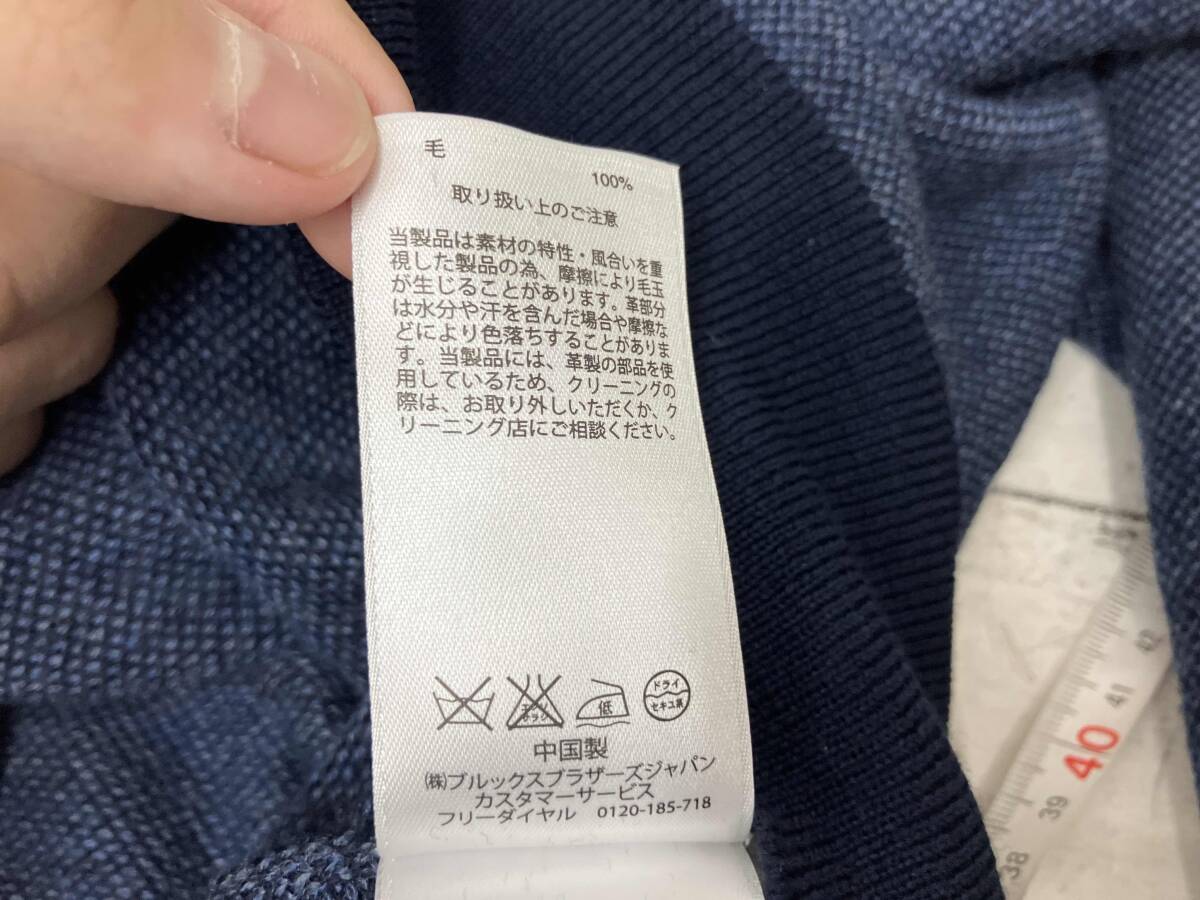 毛
100%
取り扱い上のご注意
当製品は素材の特性・風合いを重
視した製品の為、摩擦により毛玉
が生じることがあります。革部分
は水分や汗を含んだ場合や摩擦な
どにより色落ちすることがありま
す。当製品には、革製の部品を使
用しているため、クリーニングの
際は、お取り外しいただくか、ク
リーニング店にご相談ください。
低
ドライ
セキユ系
中国製
㈱ブルックスブラザーズジャパン
カスタマーサービス
フリーダイヤル 0120-185-718
42
41
40
39
38